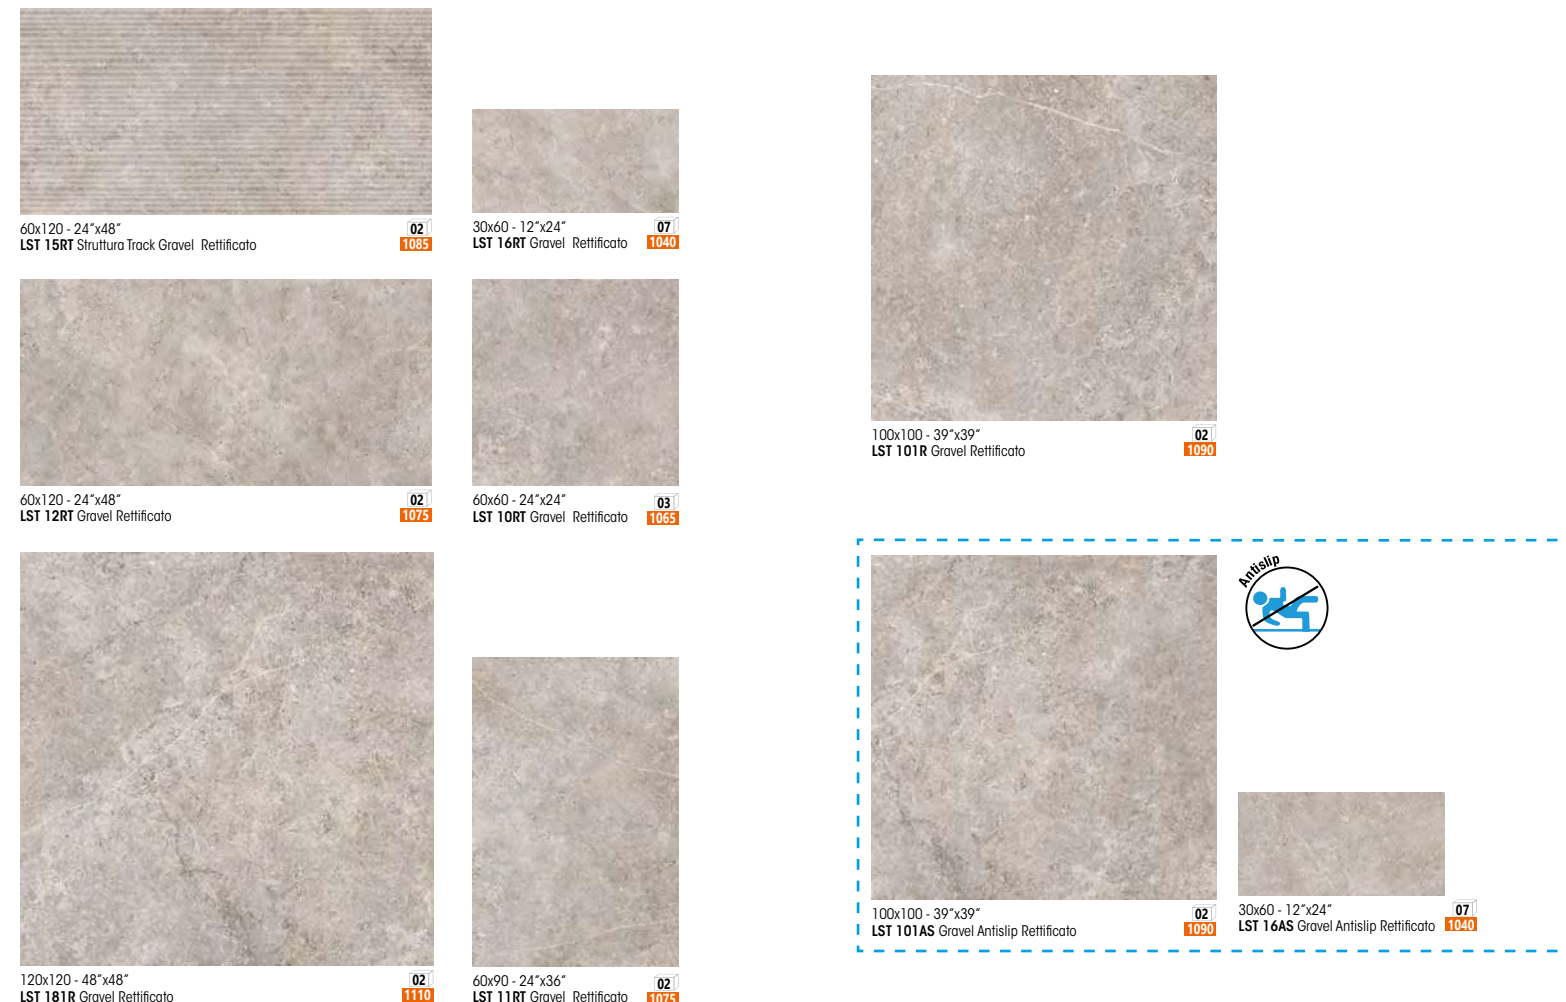 60x120 - 24"x48"
02
LST 15RT Struttura Track Gravel Rettificato
1085
30x60 - 12"x24"
07
LST 16RT Gravel Rettificato
1040
60x120 - 24"x48"
02
LST 12RT Gravel Rettificato
1075
60x60 - 24"x24"
03
LST 10RT Gravel Rettificato
1065
120x120 - 48"x48"
02
LST 181R Gravel Rettificato
1110
60x90 - 24"x36"
02
LST 11RT Gravel Rettificato
1075
100x100 - 39"x39"
02
LST 101R Gravel Rettificato
1090
Antislip
100x100 - 39"x39"
02
LST 101AS Gravel Antislip Rettificato
1090
30x60 - 12"x24"
07
LST 16AS Gravel Antislip Rettificato
1040